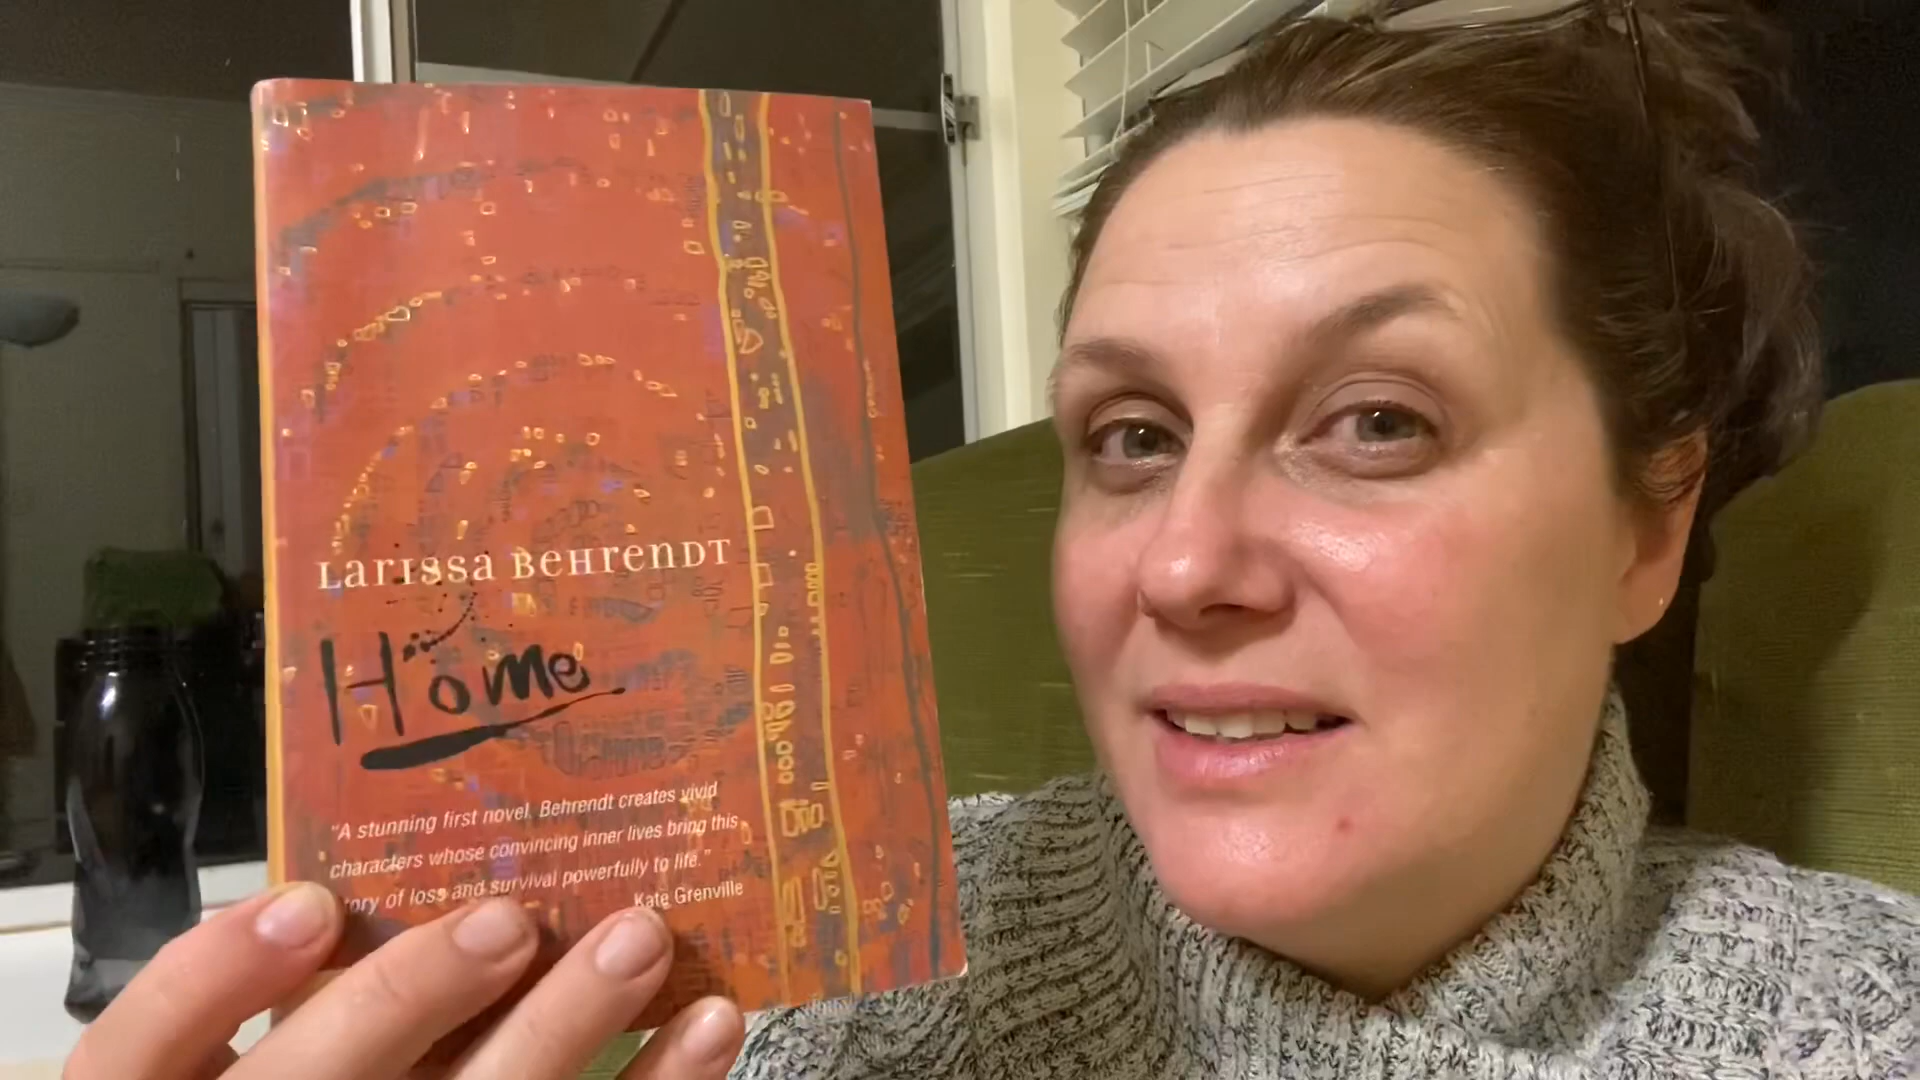 Larissa Behrendt
Home
"A stunning first novel. Behrendt creates vivid
characters whose convincing inner lives bring this
story of loss and survival powerfully to life."
Kate Grenville